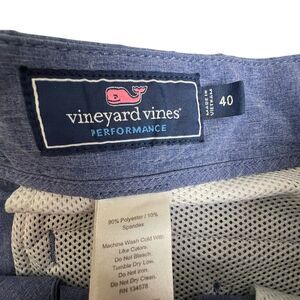 vineyard vines®
PERFORMANCE
MADE IN
VIETNAM
40
90% Polyester / 10%
Spandex
Machine Wash Cold With
Like Colors.
Do Not Bleach.
Tumble Dry Low.
Do Not Iron.
Do Not Dry Clean.
RN 134578